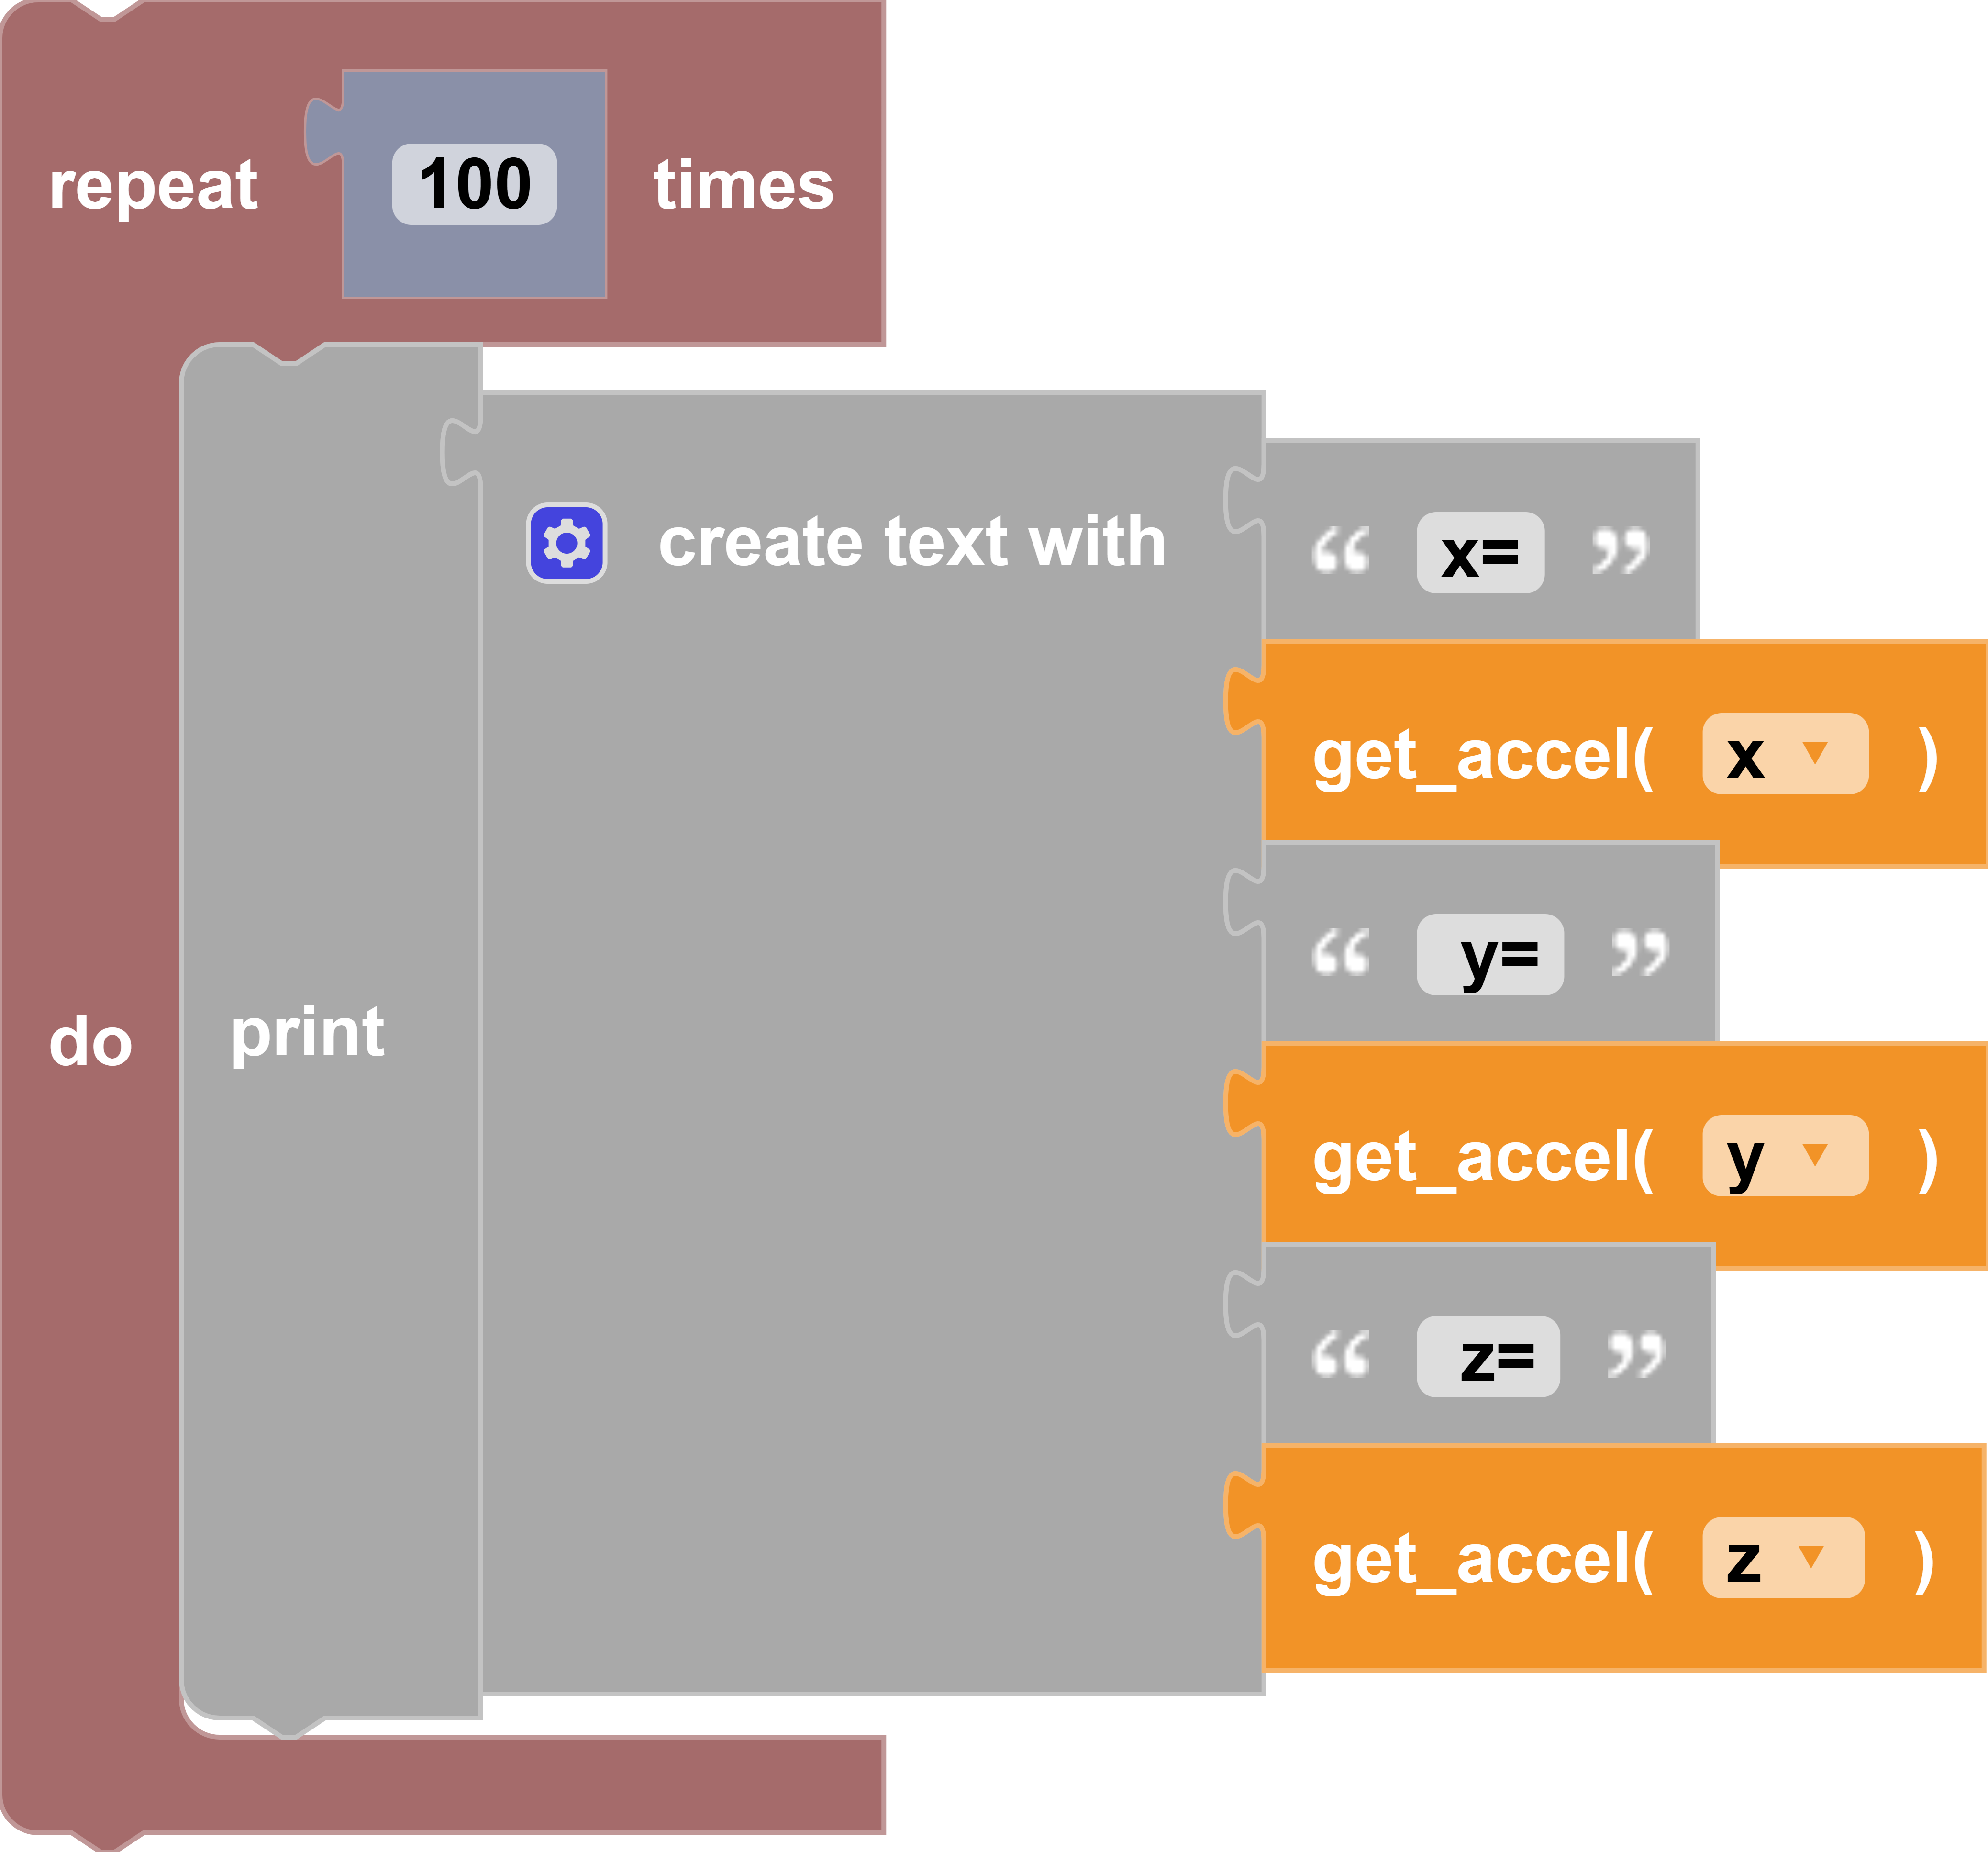 repeat 100 times
create text with “ x= ”
get_accel( x ▼ )
“ y= ”
do print
get_accel( y ▼ )
“ z= ”
get_accel( z ▼ )